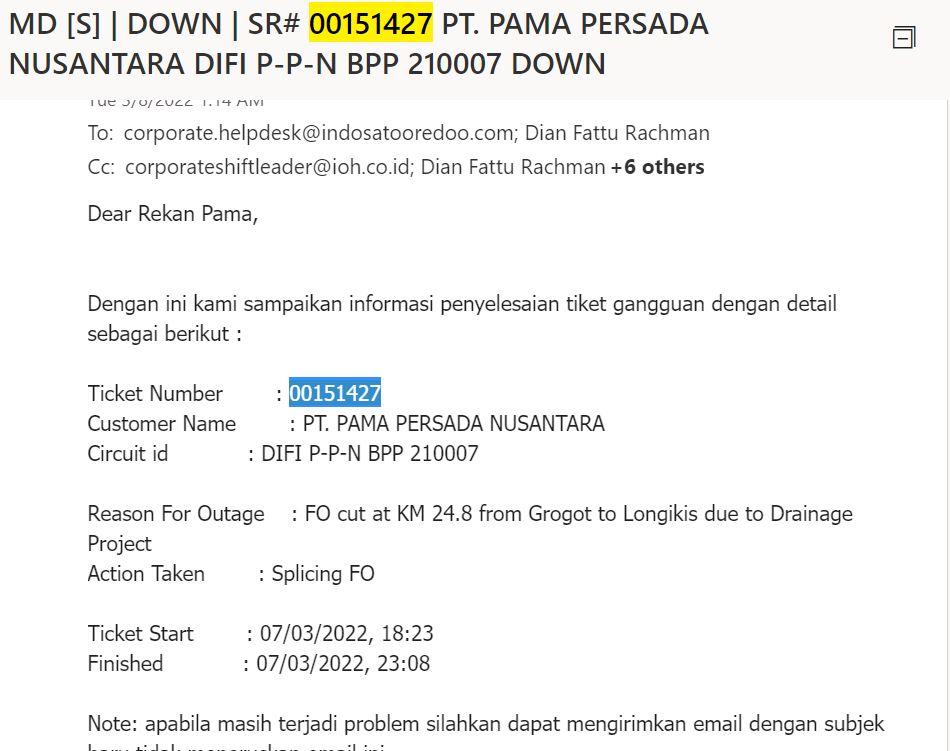 MD [S] | DOWN | SR# 00151427 PT. PAMA PERSADA
NUSANTARA DIFI P-P-N BPP 210007 DOWN
Tue 3/8/2022 1:14 AM
To: corporate.helpdesk@indosatooredoo.com; Dian Fattu Rachman
Cc: corporateshiftleader@ioh.co.id; Dian Fattu Rachman +6 others
Dear Rekan Pama,
Dengan ini kami sampaikan informasi penyelesaian tiket gangguan dengan detail
sebagai berikut :
Ticket Number : 00151427
Customer Name : PT. PAMA PERSADA NUSANTARA
Circuit id : DIFI P-P-N BPP 210007
Reason For Outage : FO cut at KM 24.8 from Grogot to Longikis due to Drainage
Project
Action Taken : Splicing FO
Ticket Start : 07/03/2022, 18:23
Finished : 07/03/2022, 23:08
Note: apabila masih terjadi problem silahkan dapat mengirimkan email dengan subjek
baru tidak meneruskan email ini